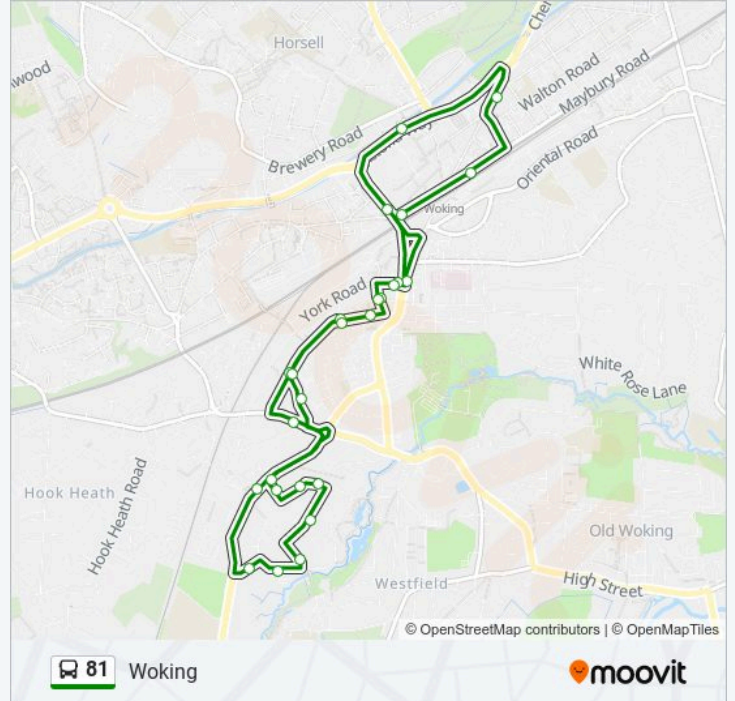 Horsell
Walton Road
Maybury Road
Brewery Road
Oriental Road
Woking
York Road
White Rose Lane
Hook Heath
Hook Heath Road
Old Woking
Westfield
High Street
© OpenStreetMap contributors | © OpenMapTiles
81 Woking
moovit